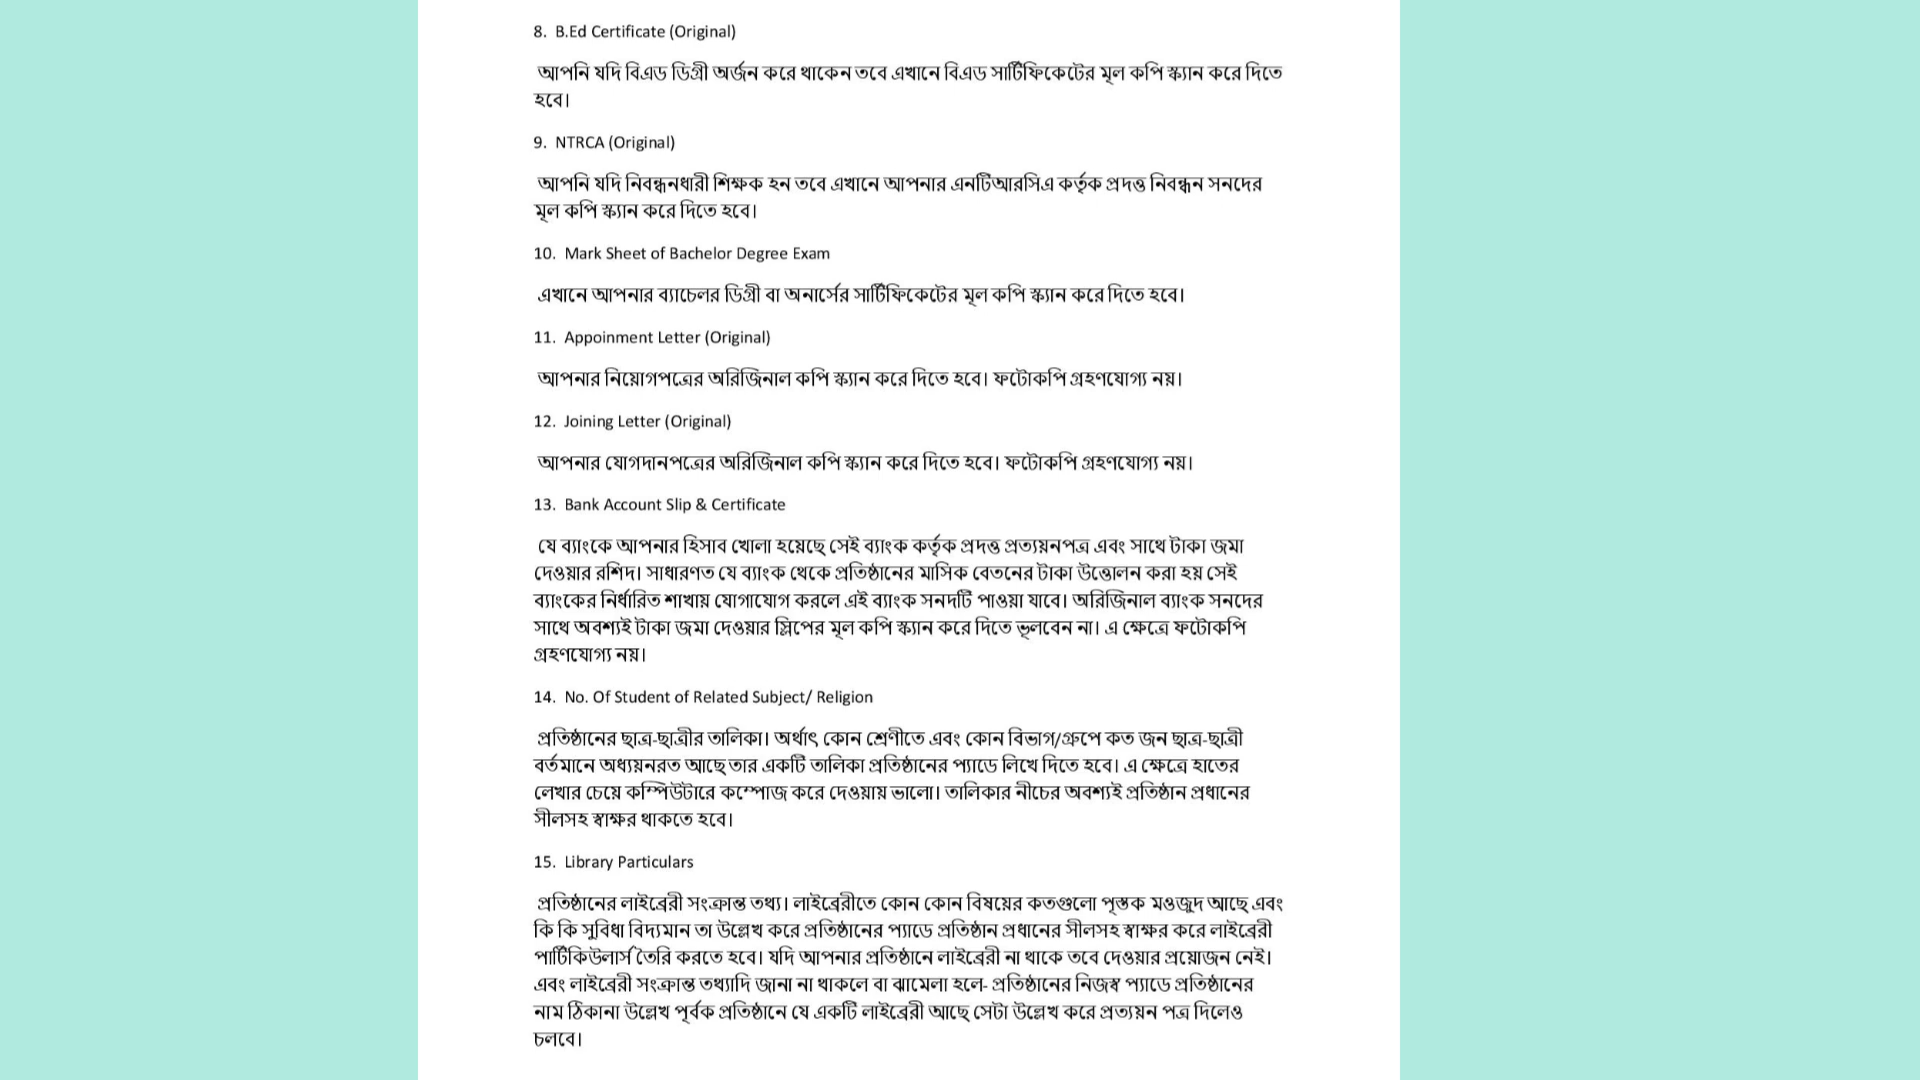 8. B.Ed Certificate (Original)
আপনি যদি বিএড ডিগ্রী অর্জন করে থাকেন তবে এখানে বিএড সার্টিফিকেটের মূল কপি স্ক্যান করে দিতে
হবে।
9. NTRCA (Original)
আপনি যদি নিবন্ধনধারী শিক্ষক হন তবে এখানে আপনার এনটিআরসিএ কর্তৃক প্রদত্ত নিবন্ধন সনদের
মূল কপি স্ক্যান করে দিতে হবে।
10. Mark Sheet of Bachelor Degree Exam
এখানে আপনার ব্যাচেলর ডিগ্রী বা অনার্সের সার্টিফিকেটের মূল কপি স্ক্যান করে দিতে হবে।
11. Appoinment Letter (Original)
আপনার নিয়োগপত্রের অরিজিনাল কপি স্ক্যান করে দিতে হবে। ফটোকপি গ্রহণযোগ্য নয়।
12. Joining Letter (Original)
আপনার যোগদানপত্রের অরিজিনাল কপি স্ক্যান করে দিতে হবে। ফটোকপি গ্রহণযোগ্য নয়।
13. Bank Account Slip & Certificate
যে ব্যাংকে আপনার হিসাব খোলা হয়েছে সেই ব্যাংক কর্তৃক প্রদত্ত প্রত্যয়নপত্র এবং সাথে টাকা জমা
দেওয়ার রশিদ। সাধারণত যে ব্যাংক থেকে প্রতিষ্ঠানের মাসিক বেতনের টাকা উত্তোলন করা হয় সেই
ব্যাংকের নির্ধারিত শাখায় যোগাযোগ করলে এই ব্যাংক সনদটি পাওয়া যাবে। অরিজিনাল ব্যাংক সনদের
সাথে অবশ্যই টাকা জমা দেওয়ার স্লিপের মূল কপি স্ক্যান করে দিতে ভূলবেন না। এ ক্ষেত্রে ফটোকপি
গ্রহণযোগ্য নয়।
14. No. Of Student of Related Subject/ Religion
প্রতিষ্ঠানের ছাত্র-ছাত্রীর তালিকা। অর্থাৎ কোন শ্রেণীতে এবং কোন বিভাগ/গ্রুপে কত জন ছাত্র-ছাত্রী
বর্তমানে অধ্যয়নরত আছে তার একটি তালিকা প্রতিষ্ঠানের প্যাডে লিখে দিতে হবে। এ ক্ষেত্রে হাতের
লেখার চেয়ে কম্পিউটারে কম্পোজ করে দেওয়ায় ভালো। তালিকার নীচের অবশ্যই প্রতিষ্ঠান প্রধানের
সীলসহ স্বাক্ষর থাকতে হবে।
15. Library Particulars
প্রতিষ্ঠানের লাইব্রেরী সংক্রান্ত তথ্য। লাইব্রেরীতে কোন কোন বিষয়ের কতগুলো পূস্তক মওজুদ আছে এবং
কি কি সুবিধা বিদ্যমান তা উল্লেখ করে প্রতিষ্ঠানের প্যাডে প্রতিষ্ঠান প্রধানের সীলসহ স্বাক্ষর করে লাইব্রেরী
পার্টিকিউলার্স তৈরি করতে হবে। যদি আপনার প্রতিষ্ঠানে লাইব্রেরী না থাকে তবে দেওয়ার প্রয়োজন নেই।
এবং লাইব্রেরী সংক্রান্ত তথ্যাদি জানা না থাকলে বা ঝামেলা হলে- প্রতিষ্ঠানের নিজস্ব প্যাডে প্রতিষ্ঠানের
নাম ঠিকানা উল্লেখ পূর্বক প্রতিষ্ঠানে যে একটি লাইব্রেরী আছে সেটা উল্লেখ করে প্রত্যয়ন পত্র দিলেও
চলবে।